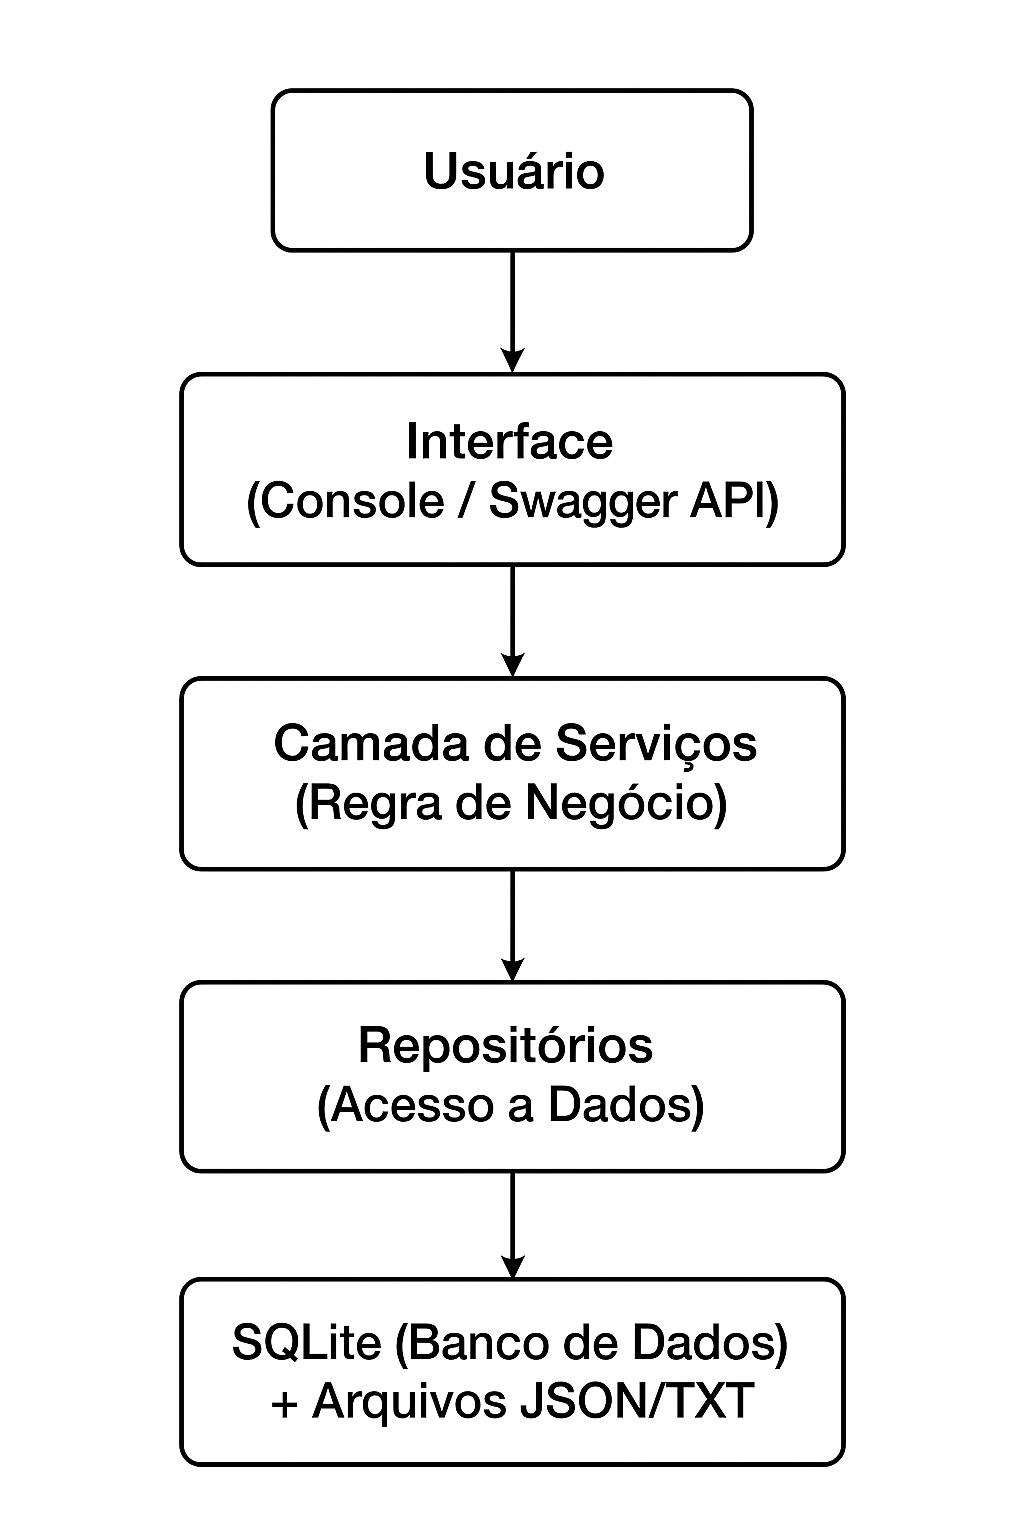 Usuário
Interface
(Console / Swagger API)
Camada de Serviços
(Regra de Negócio)
Repositórios
(Acesso a Dados)
SQLite (Banco de Dados)
+ Arquivos JSON/TXT